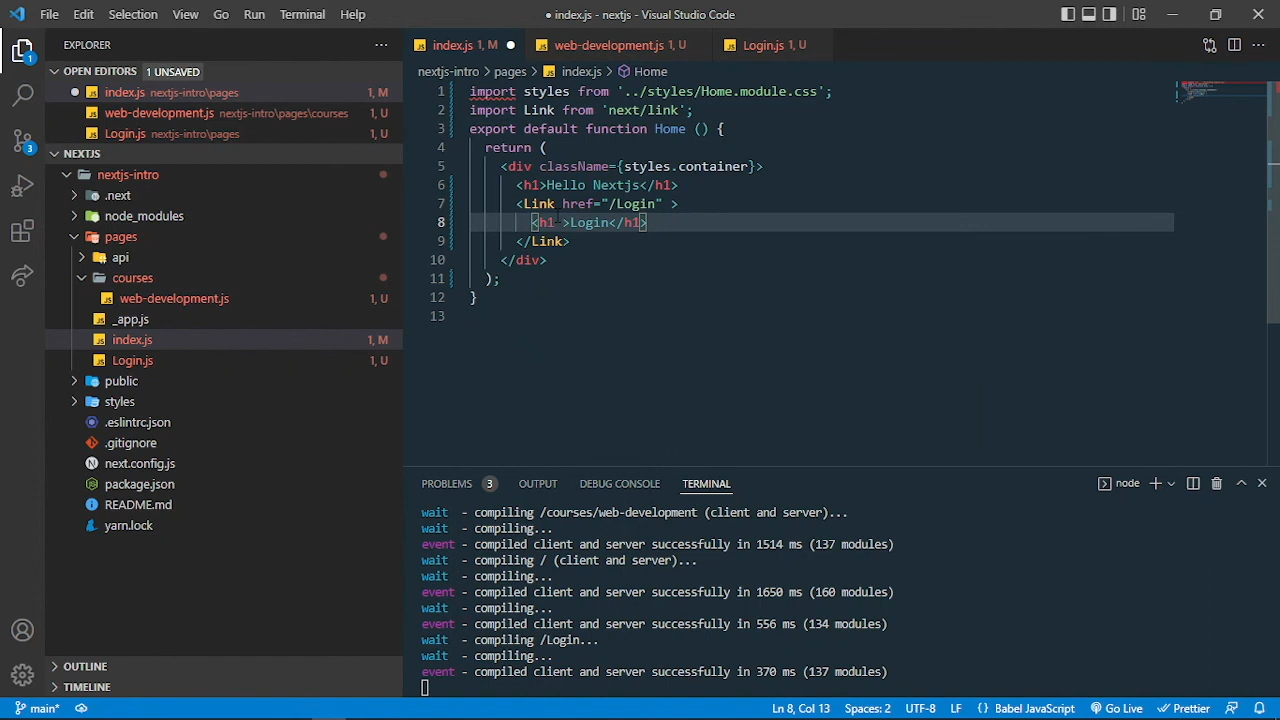 File Edit Selection View Go Run Terminal Help
● index.js - nextjs - Visual Studio Code
EXPLORER
OPEN EDITORS 1 UNSAVED
index.js nextjs-intro\pages 1, M
web-development.js nextjs-intro\pages\courses 1, U
Login.js nextjs-intro\pages 1, U
NEXTJS
nextjs-intro
.next
node_modules
pages
api
courses
web-development.js 1, U
_app.js
index.js 1, M
Login.js 1, U
public
styles
.eslintrc.json
.gitignore
next.config.js
package.json
README.md
yarn.lock
OUTLINE
TIMELINE
index.js 1, M web-development.js 1, U Login.js 1, U
nextjs-intro > pages > index.js > Home
1 import styles from '../styles/Home.module.css';
2 import Link from 'next/link';
3 export default function Home () {
4 return (
5 <div className={styles.container}>
6 <h1>Hello Nextjs</h1>
7 <Link href="/Login" >
8 <h1 >Login</h1>
9 </Link>
10 </div>
11 );
12 }
13
PROBLEMS 3 OUTPUT DEBUG CONSOLE TERMINAL node
wait - compiling /courses/web-development (client and server)...
wait - compiling...
event - compiled client and server successfully in 1514 ms (137 modules)
wait - compiling / (client and server)...
wait - compiling...
event - compiled client and server successfully in 1650 ms (160 modules)
wait - compiling...
event - compiled client and server successfully in 556 ms (134 modules)
wait - compiling /Login...
wait - compiling...
event - compiled client and server successfully in 370 ms (137 modules)
1
3
main* Ln 8, Col 13 Spaces: 2 UTF-8 LF { } Babel JavaScript Go Live Prettier